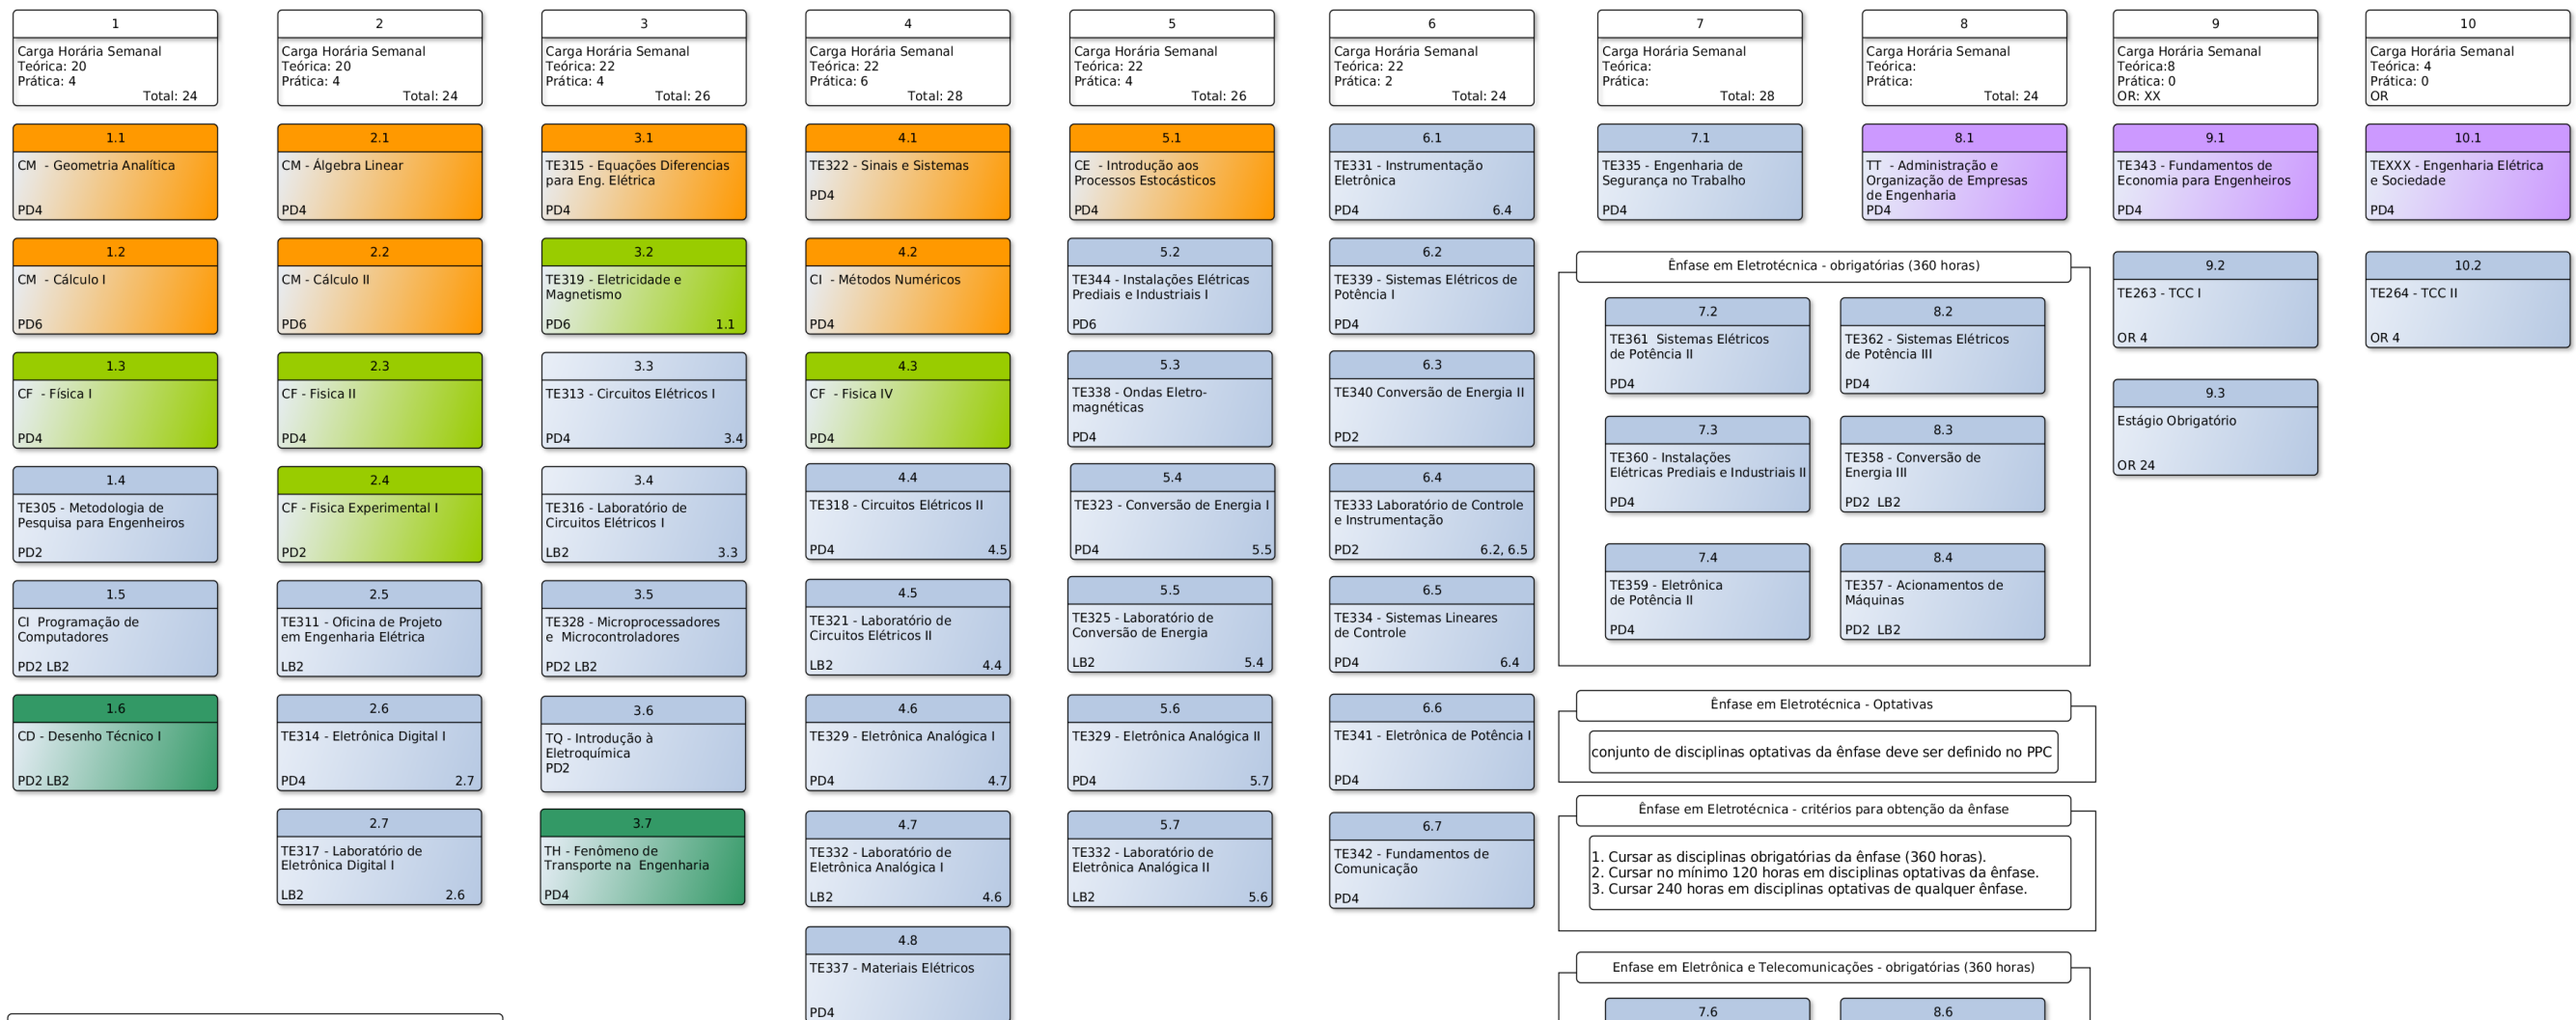 1
Carga Horária Semanal
Teórica: 20
Prática: 4
Total: 24
1.1
CM  - Geometria Analítica
PD4
1.2
CM  - Cálculo I
PD6
1.3
CF  - Física I
PD4
1.4
TE305 - Metodologia de
Pesquisa para Engenheiros
PD2
1.5
CI  Programação de
Computadores
PD2 LB2
1.6
CD - Desenho Técnico I
PD2 LB2
2
Carga Horária Semanal
Teórica: 20
Prática: 4
Total: 24
2.1
CM - Álgebra Linear
PD4
2.2
CM - Cálculo II
PD6
2.3
CF - Fisica II
PD4
2.4
CF - Fisica Experimental I
PD2
2.5
TE311 - Oficina de Projeto
em Engenharia Elétrica
LB2
2.6
TE314 - Eletrônica Digital I
PD4 2.7
2.7
TE317 - Laboratório de
Eletrônica Digital I
LB2 2.6
3
Carga Horária Semanal
Teórica: 22
Prática: 4
Total: 26
3.1
TE315 - Equações Diferencias
para Eng. Elétrica
PD4
3.2
TE319 - Eletricidade e
Magnetismo
PD6 1.1
3.3
TE313 - Circuitos Elétricos I
PD4 3.4
3.4
TE316 - Laboratório de
Circuitos Elétricos I
LB2 3.3
3.5
TE328 - Microprocessadores
e  Microcontroladores
PD2 LB2
3.6
TQ - Introdução à
Eletroquímica
PD2
3.7
TH - Fenômeno de
Transporte na  Engenharia
PD4
4
Carga Horária Semanal
Teórica: 22
Prática: 6
Total: 28
4.1
TE322 - Sinais e Sistemas
PD4
4.2
CI  - Métodos Numéricos
PD4
4.3
CF  - Fisica IV
PD4
4.4
TE318 - Circuitos Elétricos II
PD4 4.5
4.5
TE321 - Laboratório de
Circuitos Elétricos II
LB2 4.4
4.6
TE329 - Eletrônica Analógica I
PD4 4.7
4.7
TE332 - Laboratório de
Eletrônica Analógica I
LB2 4.6
4.8
TE337 - Materiais Elétricos
PD4
5
Carga Horária Semanal
Teórica: 22
Prática: 4
Total: 26
5.1
CE  - Introdução aos
Processos Estocásticos
PD4
5.2
TE344 - Instalações Elétricas
Prediais e Industriais I
PD6
5.3
TE338 - Ondas Eletro-
magnéticas
PD4
5.4
TE323 - Conversão de Energia I
PD4 5.5
5.5
TE325 - Laboratório de
Conversão de Energia
LB2 5.4
5.6
TE329 - Eletrônica Analógica II
PD4 5.7
5.7
TE332 - Laboratório de
Eletrônica Analógica II
LB2 5.6
6
Carga Horária Semanal
Teórica: 22
Prática: 2
Total: 24
6.1
TE331 - Instrumentação
Eletrônica
PD4 6.4
6.2
TE339 - Sistemas Elétricos de
Potência I
PD4
6.3
TE340 Conversão de Energia II
PD2
6.4
TE333 Laboratório de Controle
e Instrumentação
PD2 6.2, 6.5
6.5
TE334 - Sistemas Lineares
de Controle
PD4 6.4
6.6
TE341 - Eletrônica de Potência I
PD4
6.7
TE342 - Fundamentos de
Comunicação
PD4
7
Carga Horária Semanal
Teórica:
Prática:
Total: 28
7.1
TE335 - Engenharia de
Segurança no Trabalho
PD4
8
Carga Horária Semanal
Teórica:
Prática:
Total: 24
8.1
TT  - Administração e
Organização de Empresas
de Engenharia
PD4
Ênfase em Eletrotécnica - obrigatórias (360 horas)
7.2
TE361  Sistemas Elétricos
de Potência II
PD4
8.2
TE362 - Sistemas Elétricos
de Potência III
PD4
7.3
TE360 - Instalações
Elétricas Prediais e Industriais II
PD4
8.3
TE358 - Conversão de
Energia III
PD2  LB2
7.4
TE359 - Eletrônica
de Potência II
PD4
8.4
TE357 - Acionamentos de
Máquinas
PD2  LB2
Ênfase em Eletrotécnica - Optativas
conjunto de disciplinas optativas da ênfase deve ser definido no PPC
Ênfase em Eletrotécnica - critérios para obtenção da ênfase
1. Cursar as disciplinas obrigatórias da ênfase (360 horas).
2. Cursar no mínimo 120 horas em disciplinas optativas da ênfase.
3. Cursar 240 horas em disciplinas optativas de qualquer ênfase.
Enfase em Eletrônica e Telecomunicações - obrigatórias (360 horas)
7.6
8.6
9
Carga Horária Semanal
Teórica:8
Prática: 0
OR: XX
9.1
TE343 - Fundamentos de
Economia para Engenheiros
PD4
9.2
TE263 - TCC I
OR 4
9.3
Estágio Obrigatório
OR 24
10
Carga Horária Semanal
Teórica: 4
Prática: 0
OR
10.1
TEXXX - Engenharia Elétrica
e Sociedade
PD4
10.2
TE264 - TCC II
OR 4